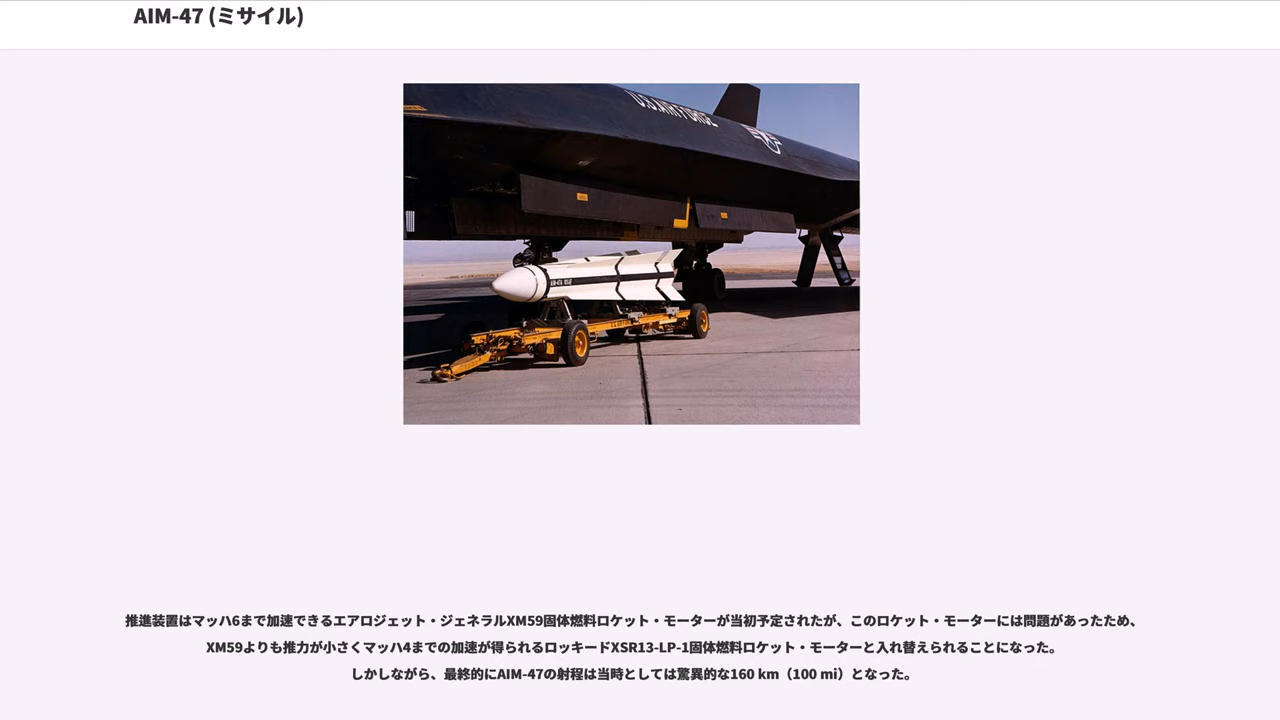 AIM-47 (ミサイル)
U.S. AIR FORCE
推進装置はマッハ6まで加速できるエアロジェット・ジェネラルXM59固体燃料ロケット・モーターが当初予定されたが、このロケット・モーターには問題があったため、
XM59よりも推力が小さくマッハ4までの加速が得られるロッキードXSR13-LP-1固体燃料ロケット・モーターと入れ替えられることになった。
しかしながら、最終的にAIM-47の射程は当時としては驚異的な160 km（100 mi）となった。